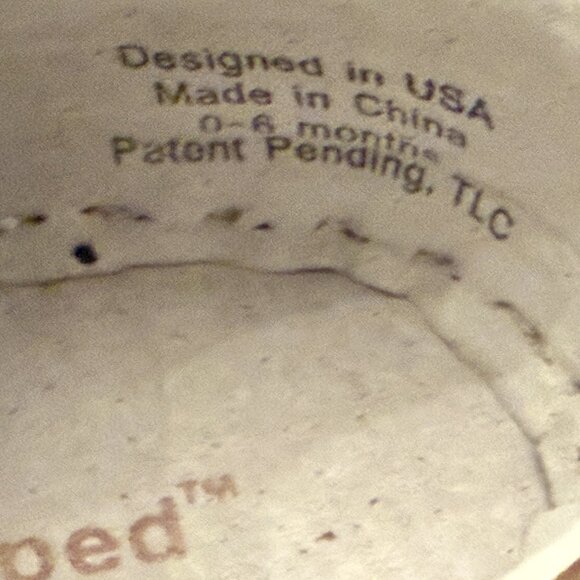 Designed in USA
Made in China
0-6 months
Patent Pending, TLC
ped™